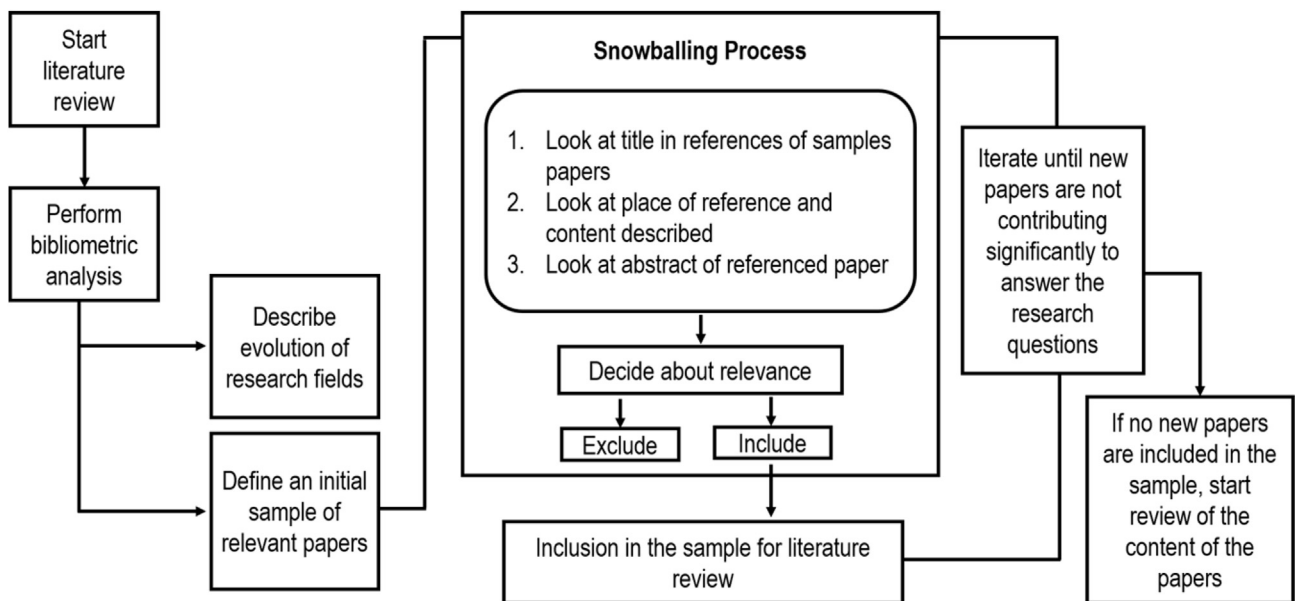 Start
literature
review
Perform
bibliometric
analysis
Describe
evolution of
research fields
Define an initial
sample of
relevant papers
Snowballing Process
1. Look at title in references of samples
papers
2. Look at place of reference and
content described
3. Look at abstract of referenced paper
Decide about relevance
Exclude
Include
Inclusion in the sample for literature
review
Iterate until new
papers are not
contributing
significantly to
answer the
research
questions
If no new papers
are included in the
sample, start
review of the
content of the
papers